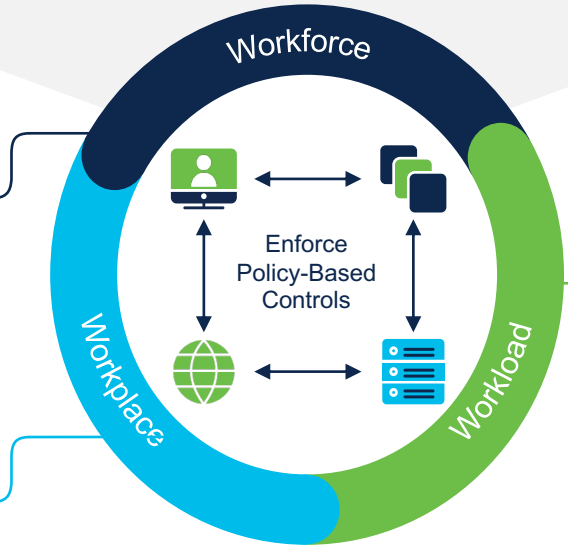 Workforce
Enforce
Policy-Based
Controls
Workplace
Workload